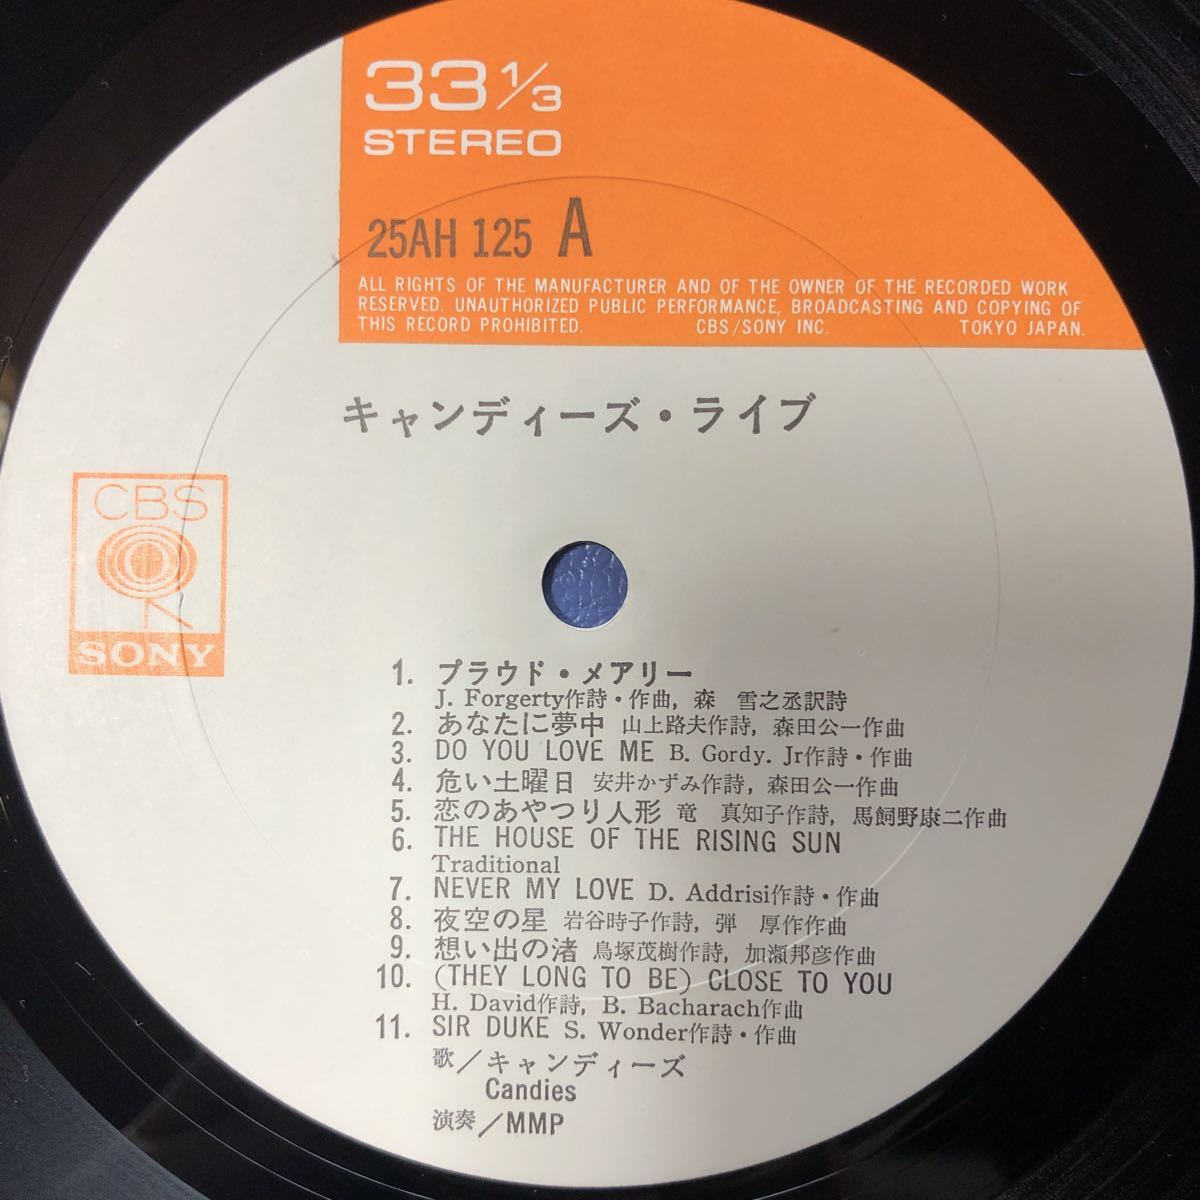 33 1/3
STEREO
25AH 125 A
ALL RIGHTS OF THE MANUFACTURER AND OF THE OWNER OF THE RECORDED WORK
RESERVED. UNAUTHORIZED PUBLIC PERFORMANCE, BROADCASTING AND COPYING OF
THIS RECORD PROHIBITED. CBS/SONY INC. TOKYO JAPAN.
キャンディーズ・ライブ
CBS
SONY
1. プラウド・メアリー
J. Forgerty作詩・作曲, 森 雪之丞訳詩
2. あなたに夢中 山上路夫作詩, 森田公一作曲
3. DO YOU LOVE ME B. Gordy. Jr作詩・作曲
4. 危い土曜日 安井かずみ作詩, 森田公一作曲
5. 恋のあやつり人形 竜 真知子作詩, 馬飼野康二作曲
6. THE HOUSE OF THE RISING SUN
Traditional
7. NEVER MY LOVE D. Addrisi作詩・作曲
8. 夜空の星 岩谷時子作詩, 弾 厚作作曲
9. 想い出の渚 鳥塚茂樹作詩, 加瀬邦彦作曲
10. (THEY LONG TO BE) CLOSE TO YOU
H. David作詩, B. Bacharach作曲
11. SIR DUKE S. Wonder作詩・作曲
歌/キャンディーズ
Candies
演奏/MMP